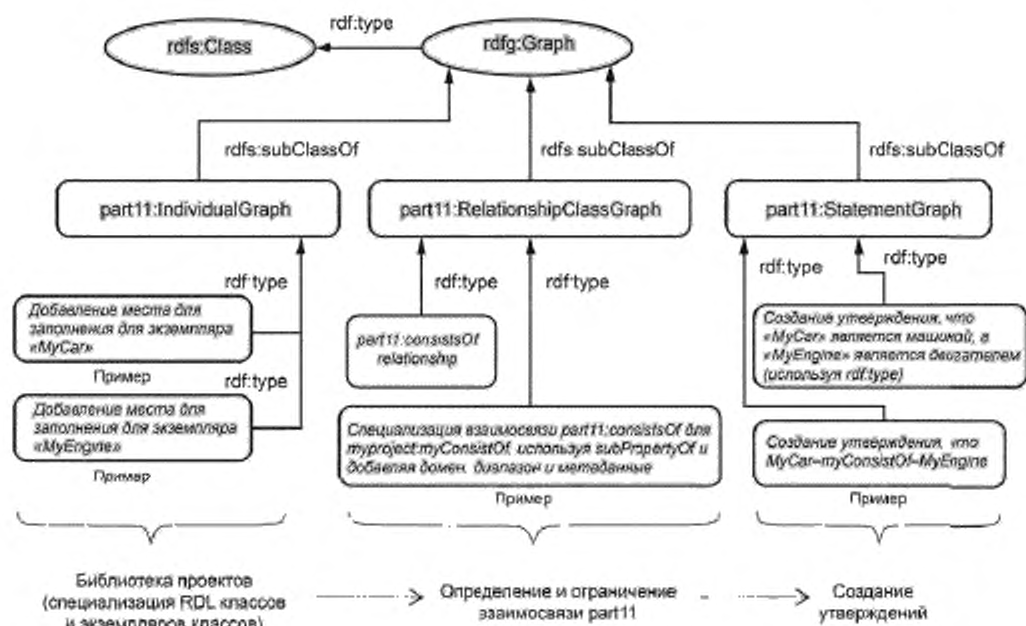 rdf:type
rdfs:Class
rdfg:Graph
rdfs:subClassOf
rdfs:subClassOf
rdfs:subClassOf
part11:IndividualGraph
part11:RelationshipClassGraph
part11:StatementGraph
rdf:type
rdf:type
rdf:type
rdf:type
rdf:type
Добавление места для
заполнения для экземпляра
«MyCar»
Пример
rdf:type
Добавление места для
заполнения для экземпляра
«MyEngine»
Пример
part11:consistsOf
relationship
Специализация взаимосвязи part11:consistsOf для
myproject:myConsistOf, используя subPropertyOf и
добавляя домен, диапазон и метаданные
Пример
Создание утверждения, что
«MyCar» является машиной, а
«MyEngine» является двигателем
(используя rdf:type)
Создание утверждения, что
MyCar–myConsistOf–MyEngine
Пример
Библиотека проектов
(специализация RDL классов
и экземпляров классов)
Определение и ограничение
взаимосвязи part11
Создание
утверждений